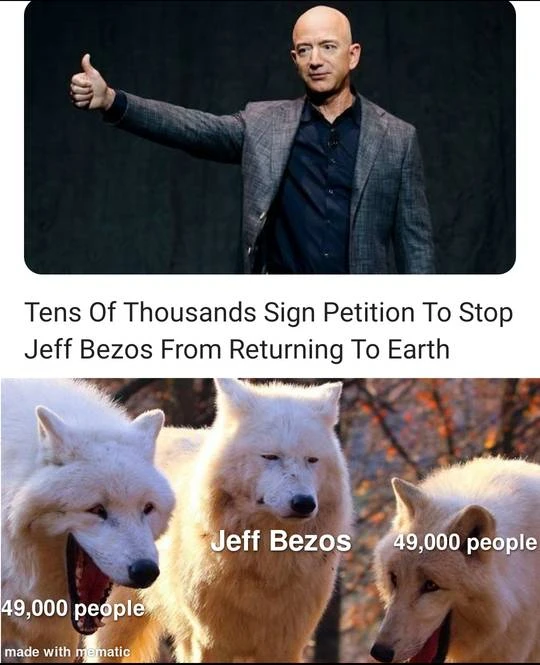 Tens Of Thousands Sign Petition To Stop
Jeff Bezos From Returning To Earth
Jeff Bezos
49,000 people
49,000 people
made with mematic